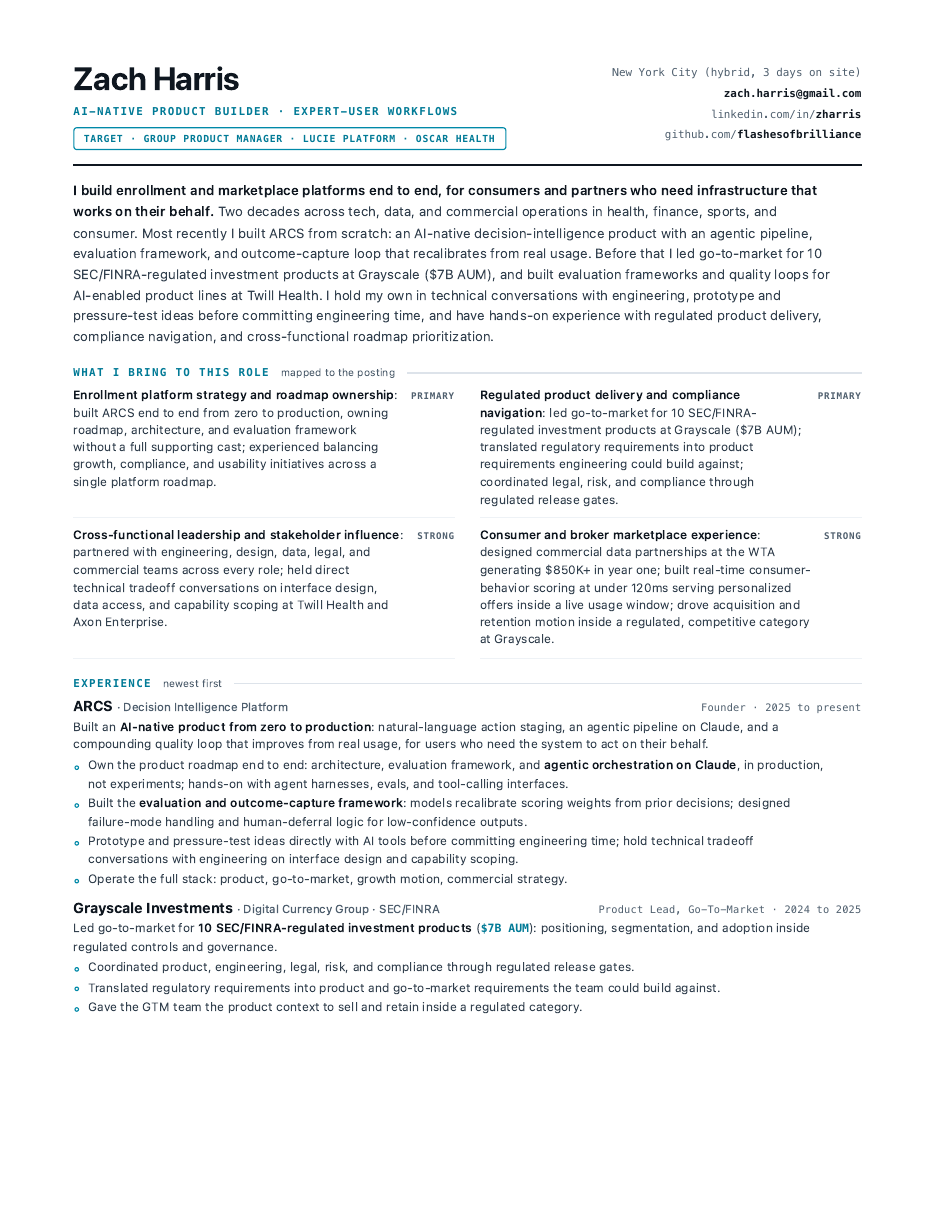 Zach Harris
New York City (hybrid, 3 days on site)
zach.harris@gmail.com
AI-NATIVE PRODUCT BUILDER · EXPERT-USER WORKFLOWS
linkedin.com/in/zharris
TARGET · GROUP PRODUCT MANAGER · LUCIE PLATFORM · OSCAR HEALTH
github.com/flashesofbrilliance
I build enrollment and marketplace platforms end to end, for consumers and partners who need infrastructure that
works on their behalf. Two decades across tech, data, and commercial operations in health, finance, sports, and
consumer. Most recently I built ARCS from scratch: an AI-native decision-intelligence product with an agentic pipeline,
evaluation framework, and outcome-capture loop that recalibrates from real usage. Before that I led go-to-market for 10
SEC/FINRA-regulated investment products at Grayscale ($7B AUM), and built evaluation frameworks and quality loops for
AI-enabled product lines at Twill Health. I hold my own in technical conversations with engineering, prototype and
pressure-test ideas before committing engineering time, and have hands-on experience with regulated product delivery,
compliance navigation, and cross-functional roadmap prioritization.
WHAT I BRING TO THIS ROLE mapped to the posting
Enrollment platform strategy and roadmap ownership: PRIMARY
built ARCS end to end from zero to production, owning
roadmap, architecture, and evaluation framework
without a full supporting cast; experienced balancing
growth, compliance, and usability initiatives across a
single platform roadmap.
Regulated product delivery and compliance PRIMARY
navigation: led go-to-market for 10 SEC/FINRA-
regulated investment products at Grayscale ($7B AUM);
translated regulatory requirements into product
requirements engineering could build against;
coordinated legal, risk, and compliance through
regulated release gates.
Cross-functional leadership and stakeholder influence: STRONG
partnered with engineering, design, data, legal, and
commercial teams across every role; held direct
technical tradeoff conversations on interface design,
data access, and capability scoping at Twill Health and
Axon Enterprise.
Consumer and broker marketplace experience: STRONG
designed commercial data partnerships at the WTA
generating $850K+ in year one; built real-time consumer-
behavior scoring at under 120ms serving personalized
offers inside a live usage window; drove acquisition and
retention motion inside a regulated, competitive category
at Grayscale.
EXPERIENCE newest first
ARCS · Decision Intelligence Platform Founder · 2025 to present
Built an AI-native product from zero to production: natural-language action staging, an agentic pipeline on Claude, and a
compounding quality loop that improves from real usage, for users who need the system to act on their behalf.
Own the product roadmap end to end: architecture, evaluation framework, and agentic orchestration on Claude, in production,
not experiments; hands-on with agent harnesses, evals, and tool-calling interfaces.
Built the evaluation and outcome-capture framework: models recalibrate scoring weights from prior decisions; designed
failure-mode handling and human-deferral logic for low-confidence outputs.
Prototype and pressure-test ideas directly with AI tools before committing engineering time; hold technical tradeoff
conversations with engineering on interface design and capability scoping.
Operate the full stack: product, go-to-market, growth motion, commercial strategy.
Grayscale Investments · Digital Currency Group · SEC/FINRA Product Lead, Go-To-Market · 2024 to 2025
Led go-to-market for 10 SEC/FINRA-regulated investment products ($7B AUM): positioning, segmentation, and adoption inside
regulated controls and governance.
Coordinated product, engineering, legal, risk, and compliance through regulated release gates.
Translated regulatory requirements into product and go-to-market requirements the team could build against.
Gave the GTM team the product context to sell and retain inside a regulated category.